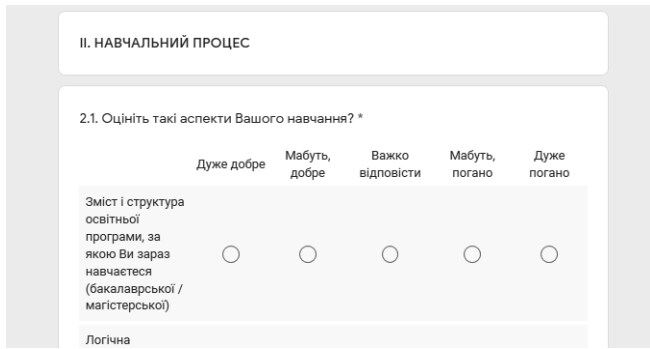 ІІ. НАВЧАЛЬНИЙ ПРОЦЕС
2.1. Оцініть такі аспекти Вашого навчання? *
Дуже добре
Мабуть,
добре
Важко
відповісти
Мабуть,
погано
Дуже
погано
Зміст і структура
освітньої
програми, за
якою Ви зараз
навчаєтеся
(бакалаврської /
магістерської)
Логічна